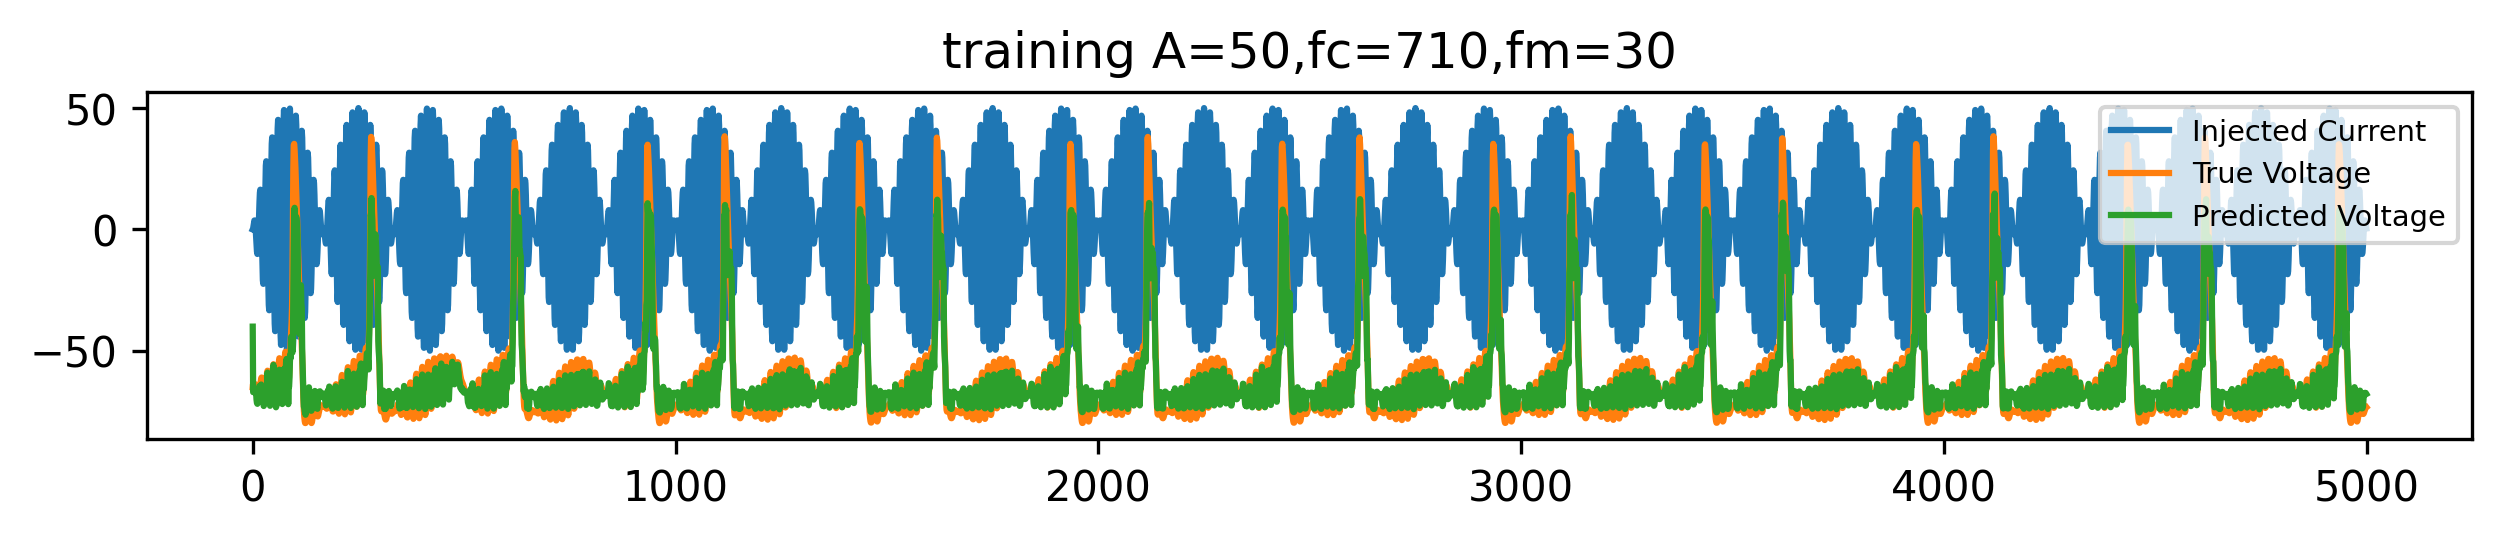 training A=50,fc=710,fm=30
50
0
−50
Injected Current
True Voltage
Predicted Voltage
0 1000 2000 3000 4000 5000